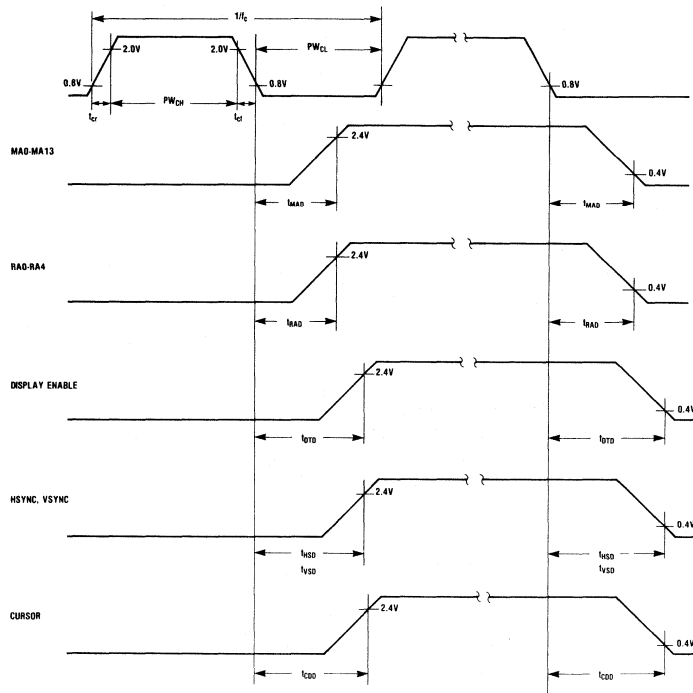 1/fc
2.0V 2.0V PWCL
0.8V 0.8V 0.8V
tcr PWCH tcf
MA0-MA13
2.4V 0.4V
tMAD tMAD
RA0-RA4
2.4V 0.4V
tRAD tRAD
DISPLAY ENABLE
2.4V 0.4V
tDTD tDTD
HSYNC, VSYNC
2.4V 0.4V
tHSD tHSD
tVSD tVSD
CURSOR
2.4V 0.4V
tCDD tCDD